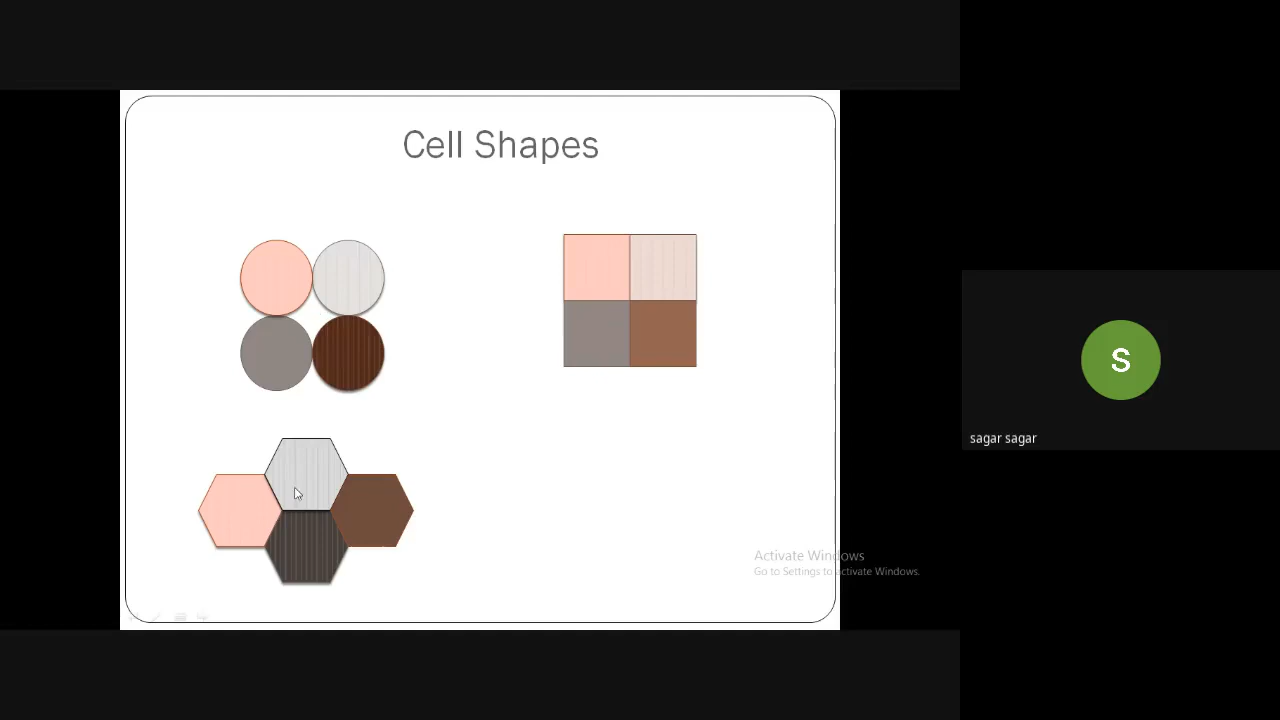 Cell Shapes
S
sagar sagar
Activate Windows
Go to Settings to activate Windows.